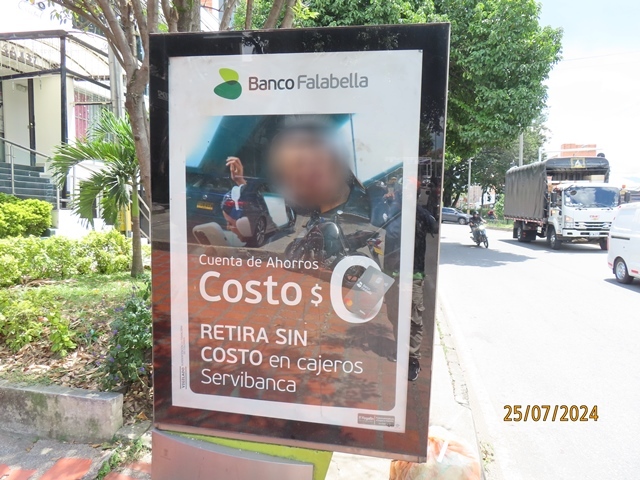 Banco Falabella
Cuenta de Ahorros
Costo $0
RETIRA SIN
COSTO en cajeros
Servibanca
25/07/2024